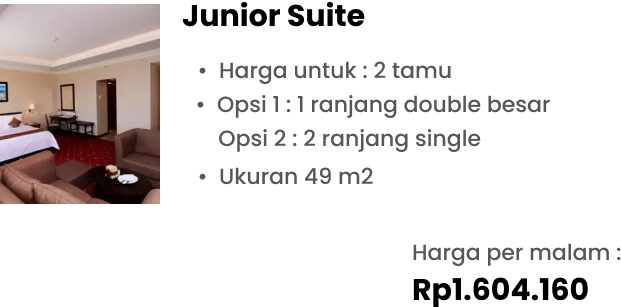 Junior Suite
• Harga untuk : 2 tamu
• Opsi 1 : 1 ranjang double besar
Opsi 2 : 2 ranjang single
• Ukuran 49 m2
Harga per malam :
Rp1.604.160